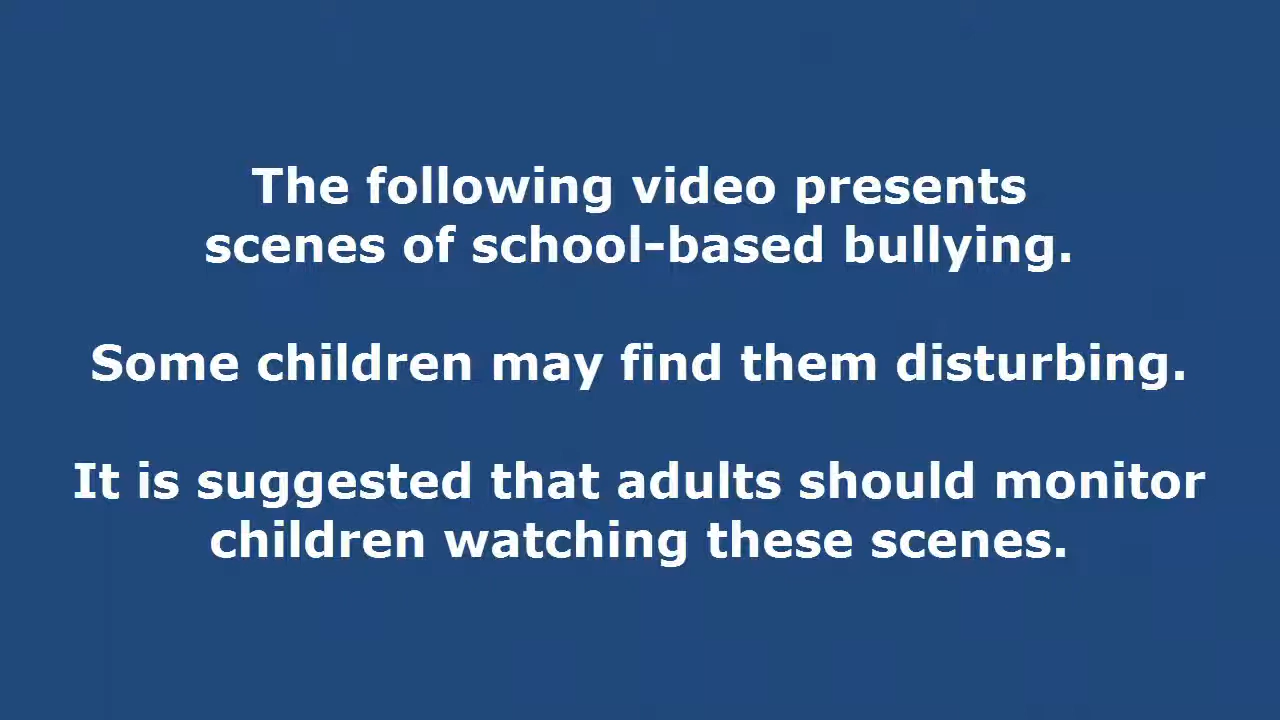 The following video presents
scenes of school-based bullying.
Some children may find them disturbing.
It is suggested that adults should monitor
children watching these scenes.